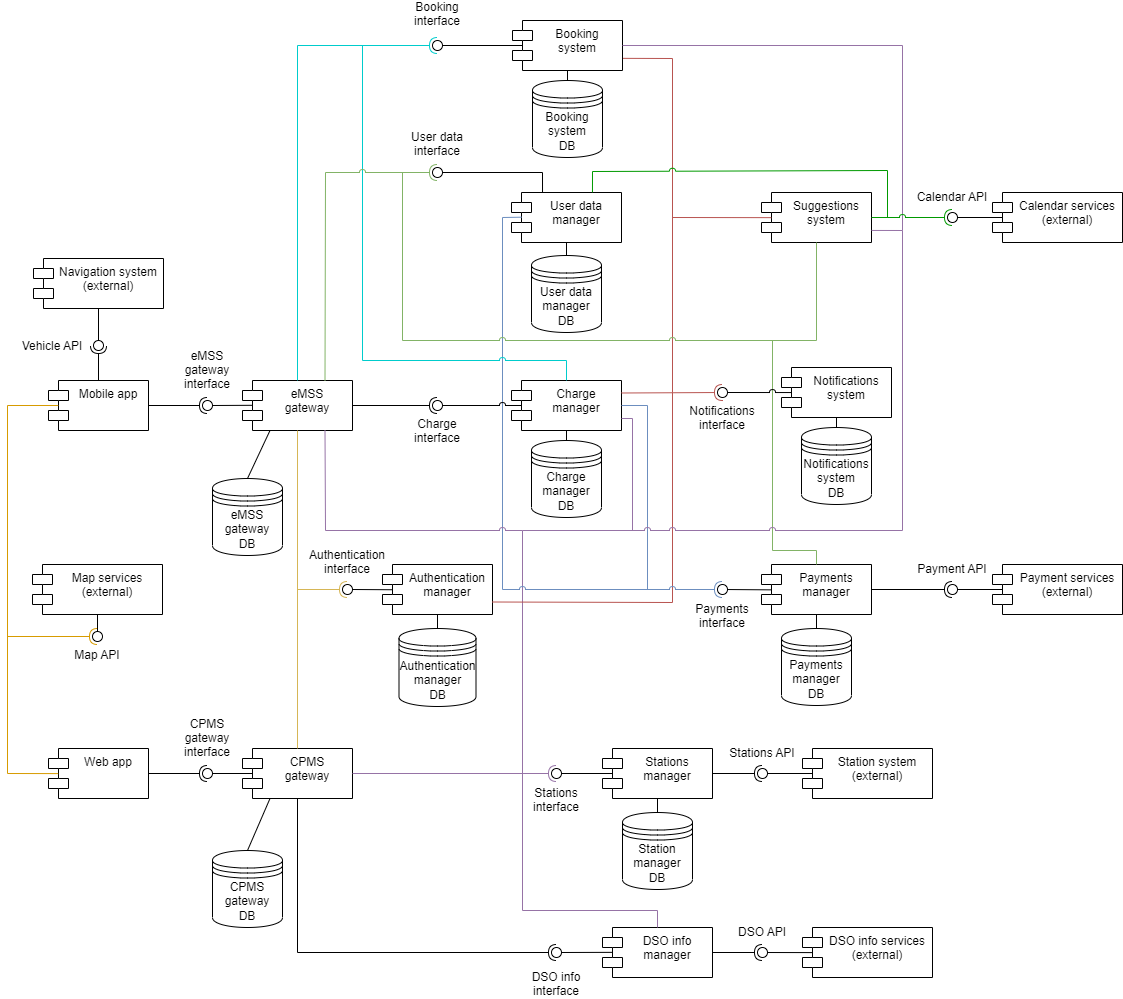 Booking
interface
Booking
system
Booking
system
DB
User data
interface
User data
manager
Suggestions
system
Calendar API
Calendar services
(external)
User data
manager
DB
Navigation system
(external)
Vehicle API
eMSS
gateway
interface
Mobile app
eMSS
gateway
Charge
interface
Charge
manager
Notifications
interface
Notifications
system
Charge
manager
DB
Notifications
system
DB
eMSS
gateway
DB
Map services
(external)
Map API
Authentication
interface
Authentication
manager
Payments
interface
Payments
manager
Payment API
Payment services
(external)
Authentication
manager
DB
Payments
manager
DB
CPMS
gateway
interface
Web app
CPMS
gateway
Stations
interface
Stations
manager
Stations API
Station system
(external)
Station
manager
DB
CPMS
gateway
DB
DSO info
interface
DSO info
manager
DSO API
DSO info services
(external)